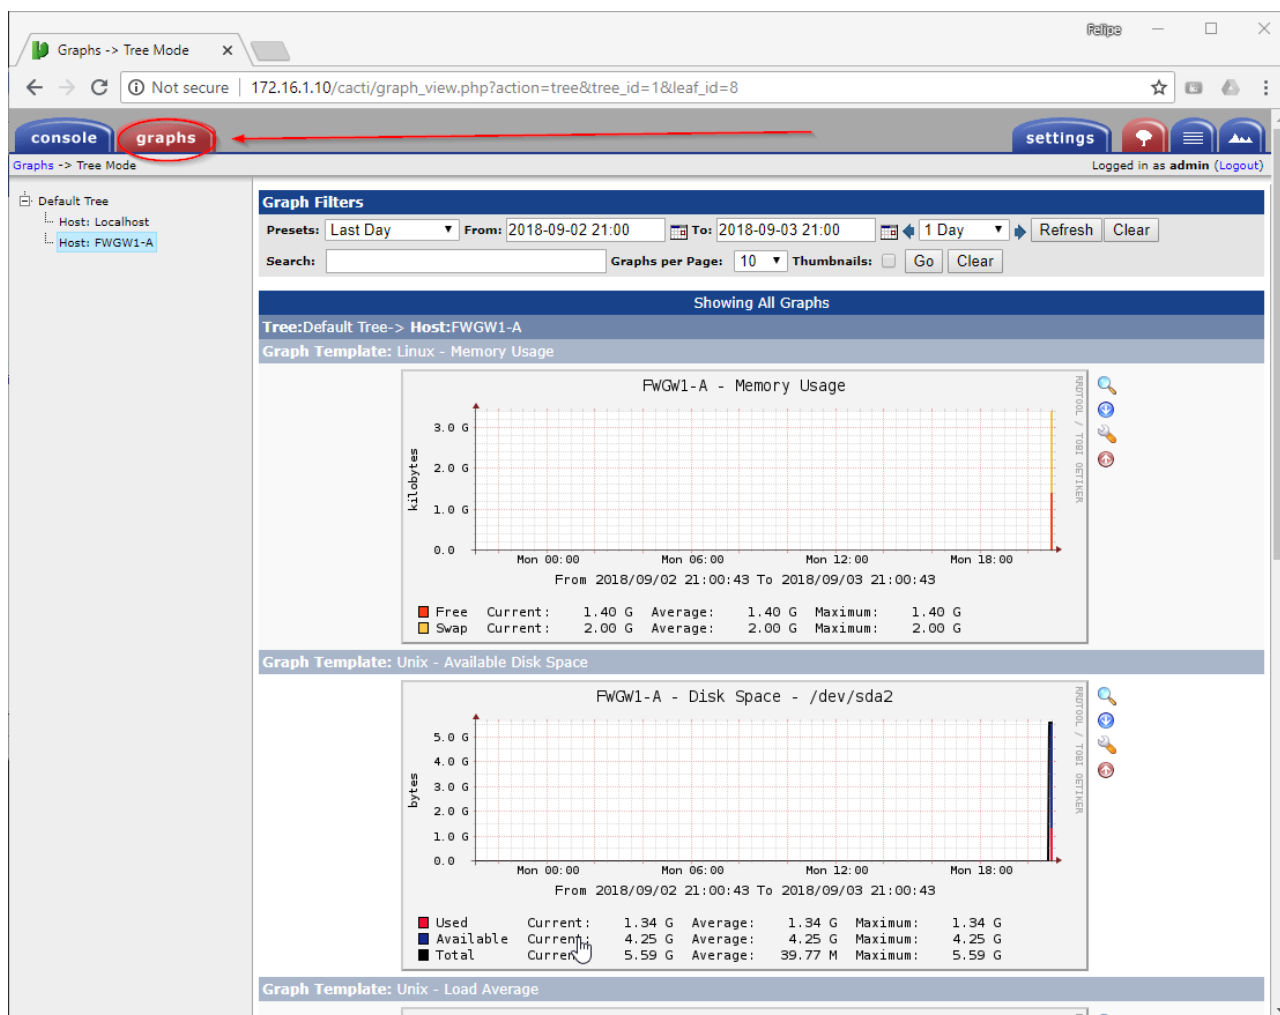 Felipe
Graphs -> Tree Mode
Not secure | 172.16.1.10/cacti/graph_view.php?action=tree&tree_id=1&leaf_id=8
console graphs settings
Graphs -> Tree Mode Logged in as admin (Logout)
Default Tree
Host: Localhost
Host: FWGW1-A
Graph Filters
Presets: Last Day From: 2018-09-02 21:00 To: 2018-09-03 21:00 1 Day Refresh Clear
Search: Graphs per Page: 10 Thumbnails: Go Clear
Showing All Graphs
Tree:Default Tree-> Host:FWGW1-A
Graph Template: Linux - Memory Usage
FWGW1-A - Memory Usage
RRDTOOL / TOBI OETIKER
kilobytes
3.0 G
2.0 G
1.0 G
0.0
Mon 00:00 Mon 06:00 Mon 12:00 Mon 18:00
From 2018/09/02 21:00:43 To 2018/09/03 21:00:43
Free Current: 1.40 G Average: 1.40 G Maximum: 1.40 G
Swap Current: 2.00 G Average: 2.00 G Maximum: 2.00 G
Graph Template: Unix - Available Disk Space
FWGW1-A - Disk Space - /dev/sda2
RRDTOOL / TOBI OETIKER
bytes
5.0 G
4.0 G
3.0 G
2.0 G
1.0 G
0.0
Mon 00:00 Mon 06:00 Mon 12:00 Mon 18:00
From 2018/09/02 21:00:43 To 2018/09/03 21:00:43
Used Current: 1.34 G Average: 1.34 G Maximum: 1.34 G
Available Current: 4.25 G Average: 4.25 G Maximum: 4.25 G
Total Current: 5.59 G Average: 39.77 M Maximum: 5.59 G
Graph Template: Unix - Load Average